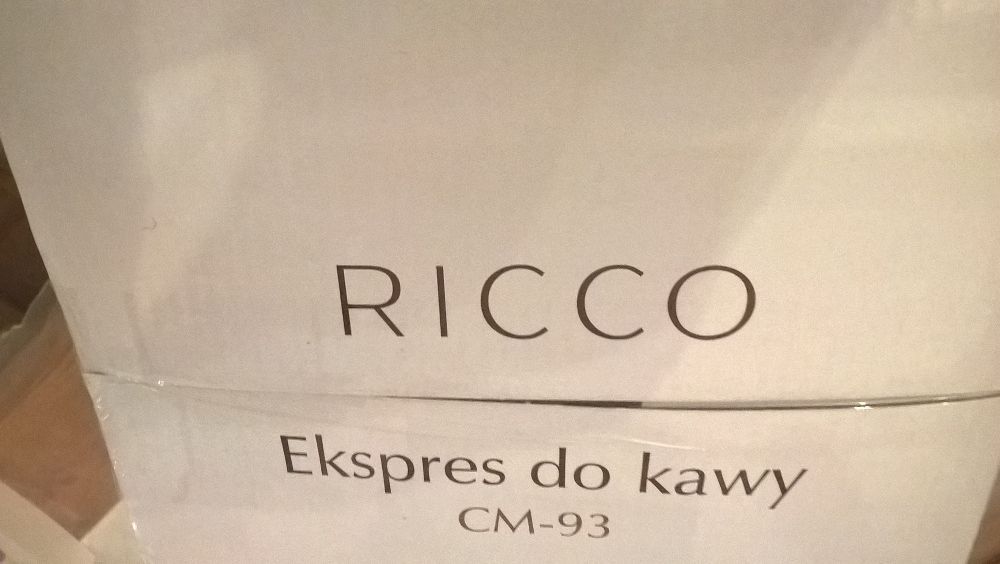 RICCO
Ekspres do kawy
CM-93